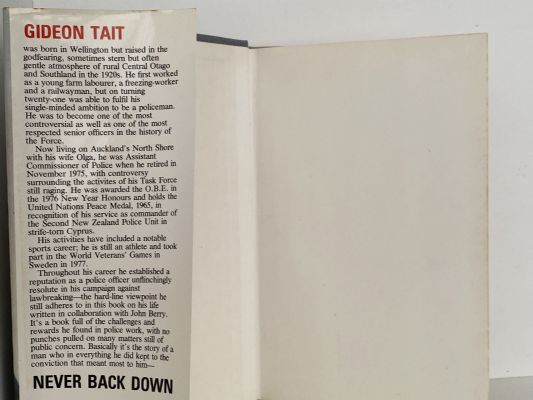 GIDEON TAIT
was born in Wellington but raised in the
godfearing, sometimes stern but often
gentle atmosphere of rural Central Otago
and Southland in the 1920s. He first worked
as a young farm labourer, a freezing-worker
and a railwayman, but on turning
twenty-one was able to fulfil his
single-minded ambition to be a policeman.
He was to become one of the most
controversial as well as one of the most
respected senior officers in the history of
the Force.
Now living on Auckland's North Shore
with his wife Olga, he was Assistant
Commissioner of Police when he retired in
November 1975, with controversy
surrounding the activites of his Task Force
still raging. He was awarded the O.B.E. in
the 1976 New Year Honours and holds the
United Nations Peace Medal, 1965, in
recognition of his service as commander of
the Second New Zealand Police Unit in
strife-torn Cyprus.
His activities have included a notable
sports career; he is still an athlete and took
part in the World Veterans' Games in
Sweden in 1977.
Throughout his career he established a
reputation as a police officer unflinchingly
resolute in his campaign against
lawbreaking—the hard-line viewpoint he
still adheres to in this book on his life
written in collaboration with John Berry.
It's a book full of the challenges and
rewards he found in police work, with no
punches pulled on many matters still of
public concern. Basically it's the story of a
man who in everything he did kept to the
conviction that meant most to him—
NEVER BACK DOWN